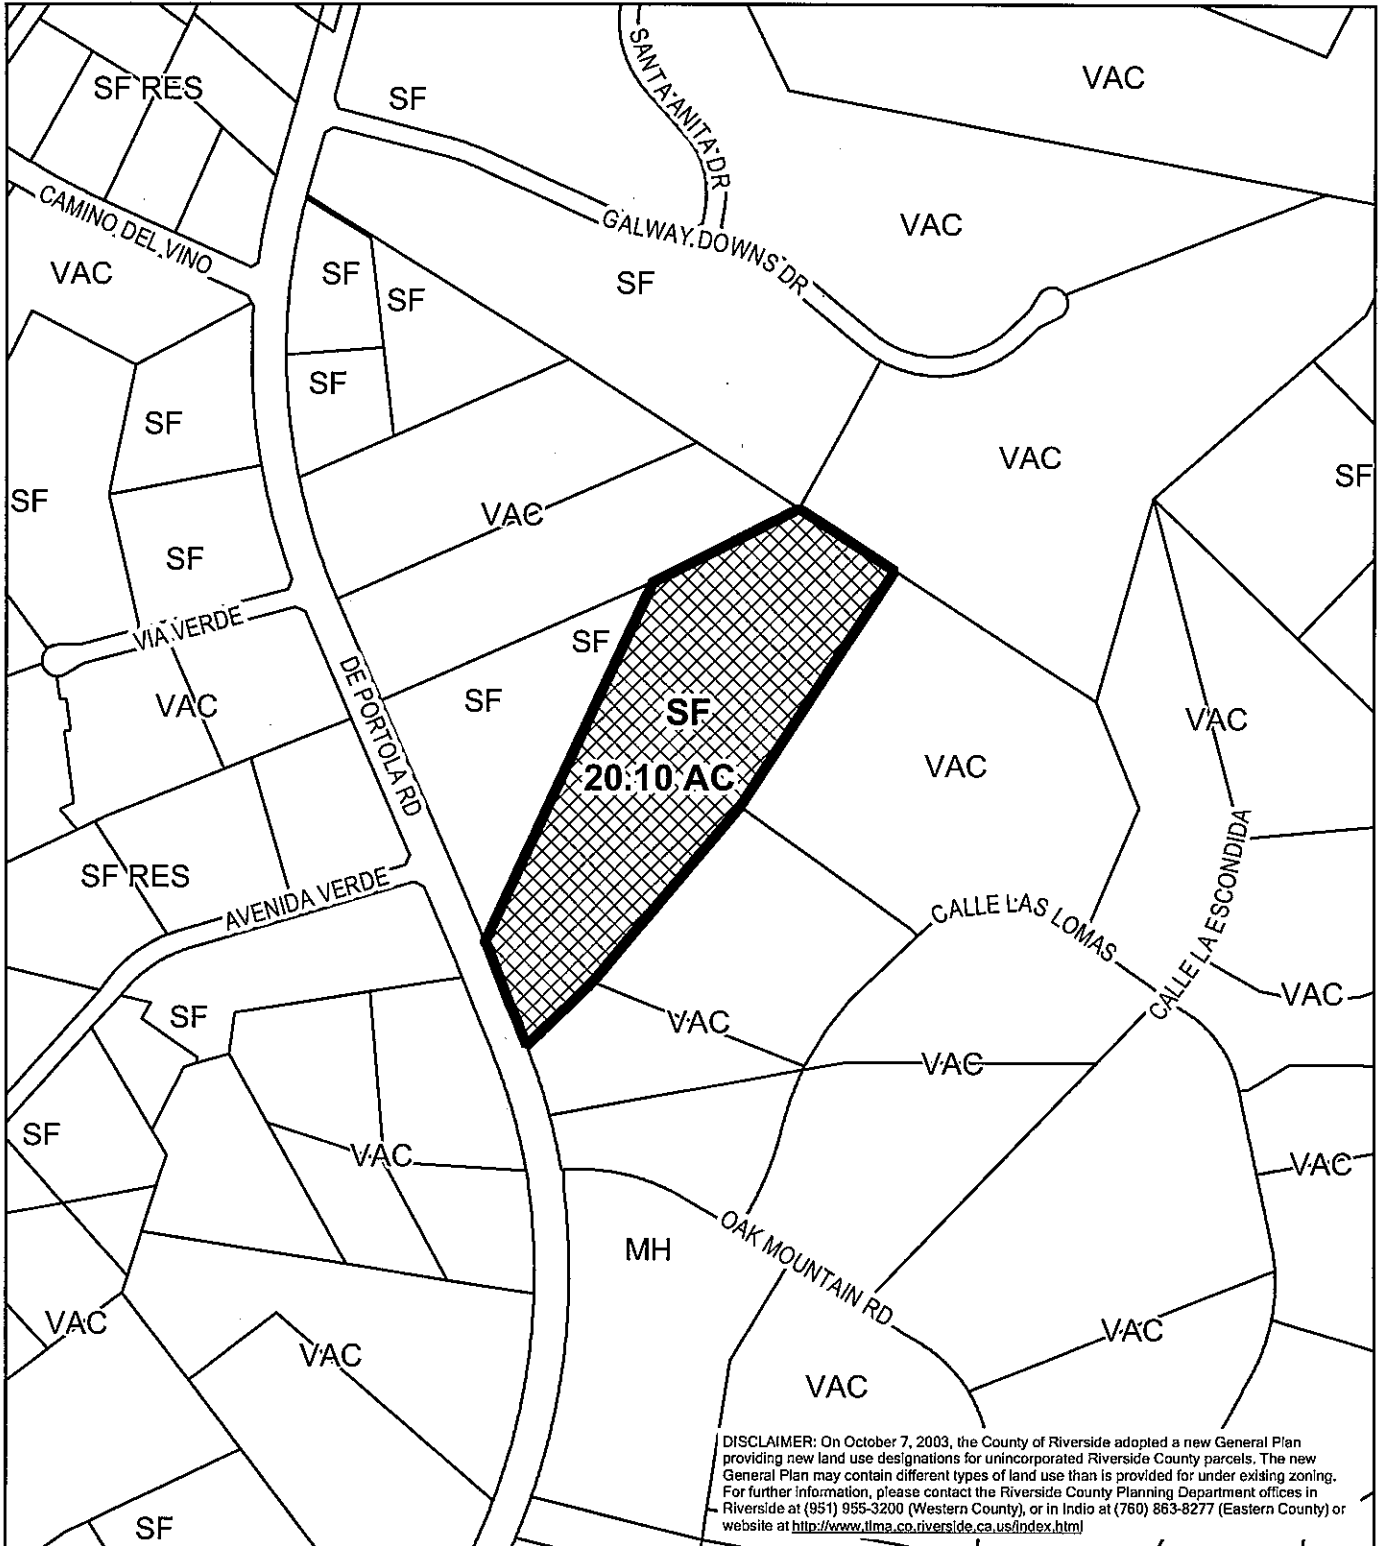 SF RES
SF
SANTA ANITA DR
VAC
CAMINO DEL VINO
GALWAY DOWNS DR
VAC
VAC
SF
SF
SF
SF
SF
VAC
SF
SF
VAC
SF
VIA VERDE
SF
DE PORTOLA RD
SF
VAC
SF
20.10 AC
VAC
VAC
SF RES
AVENIDA VERDE
CALLE LAS LOMAS
CALLE LA ESCONDIDA
SF
VAC
VAC
VAC
SF
VAC
VAC
OAK MOUNTAIN RD
MH
VAC
VAC
VAC
VAC
DISCLAIMER: On October 7, 2003, the County of Riverside adopted a new General Plan
providing new land use designations for unincorporated Riverside County parcels. The new
General Plan may contain different types of land use than is provided for under existing zoning.
For further information, please contact the Riverside County Planning Department offices in
Riverside at (951) 955-3200 (Western County), or in Indio at (760) 863-8277 (Eastern County) or
website at http://www.tlma.co.riverside.ca.us/index.html
SF